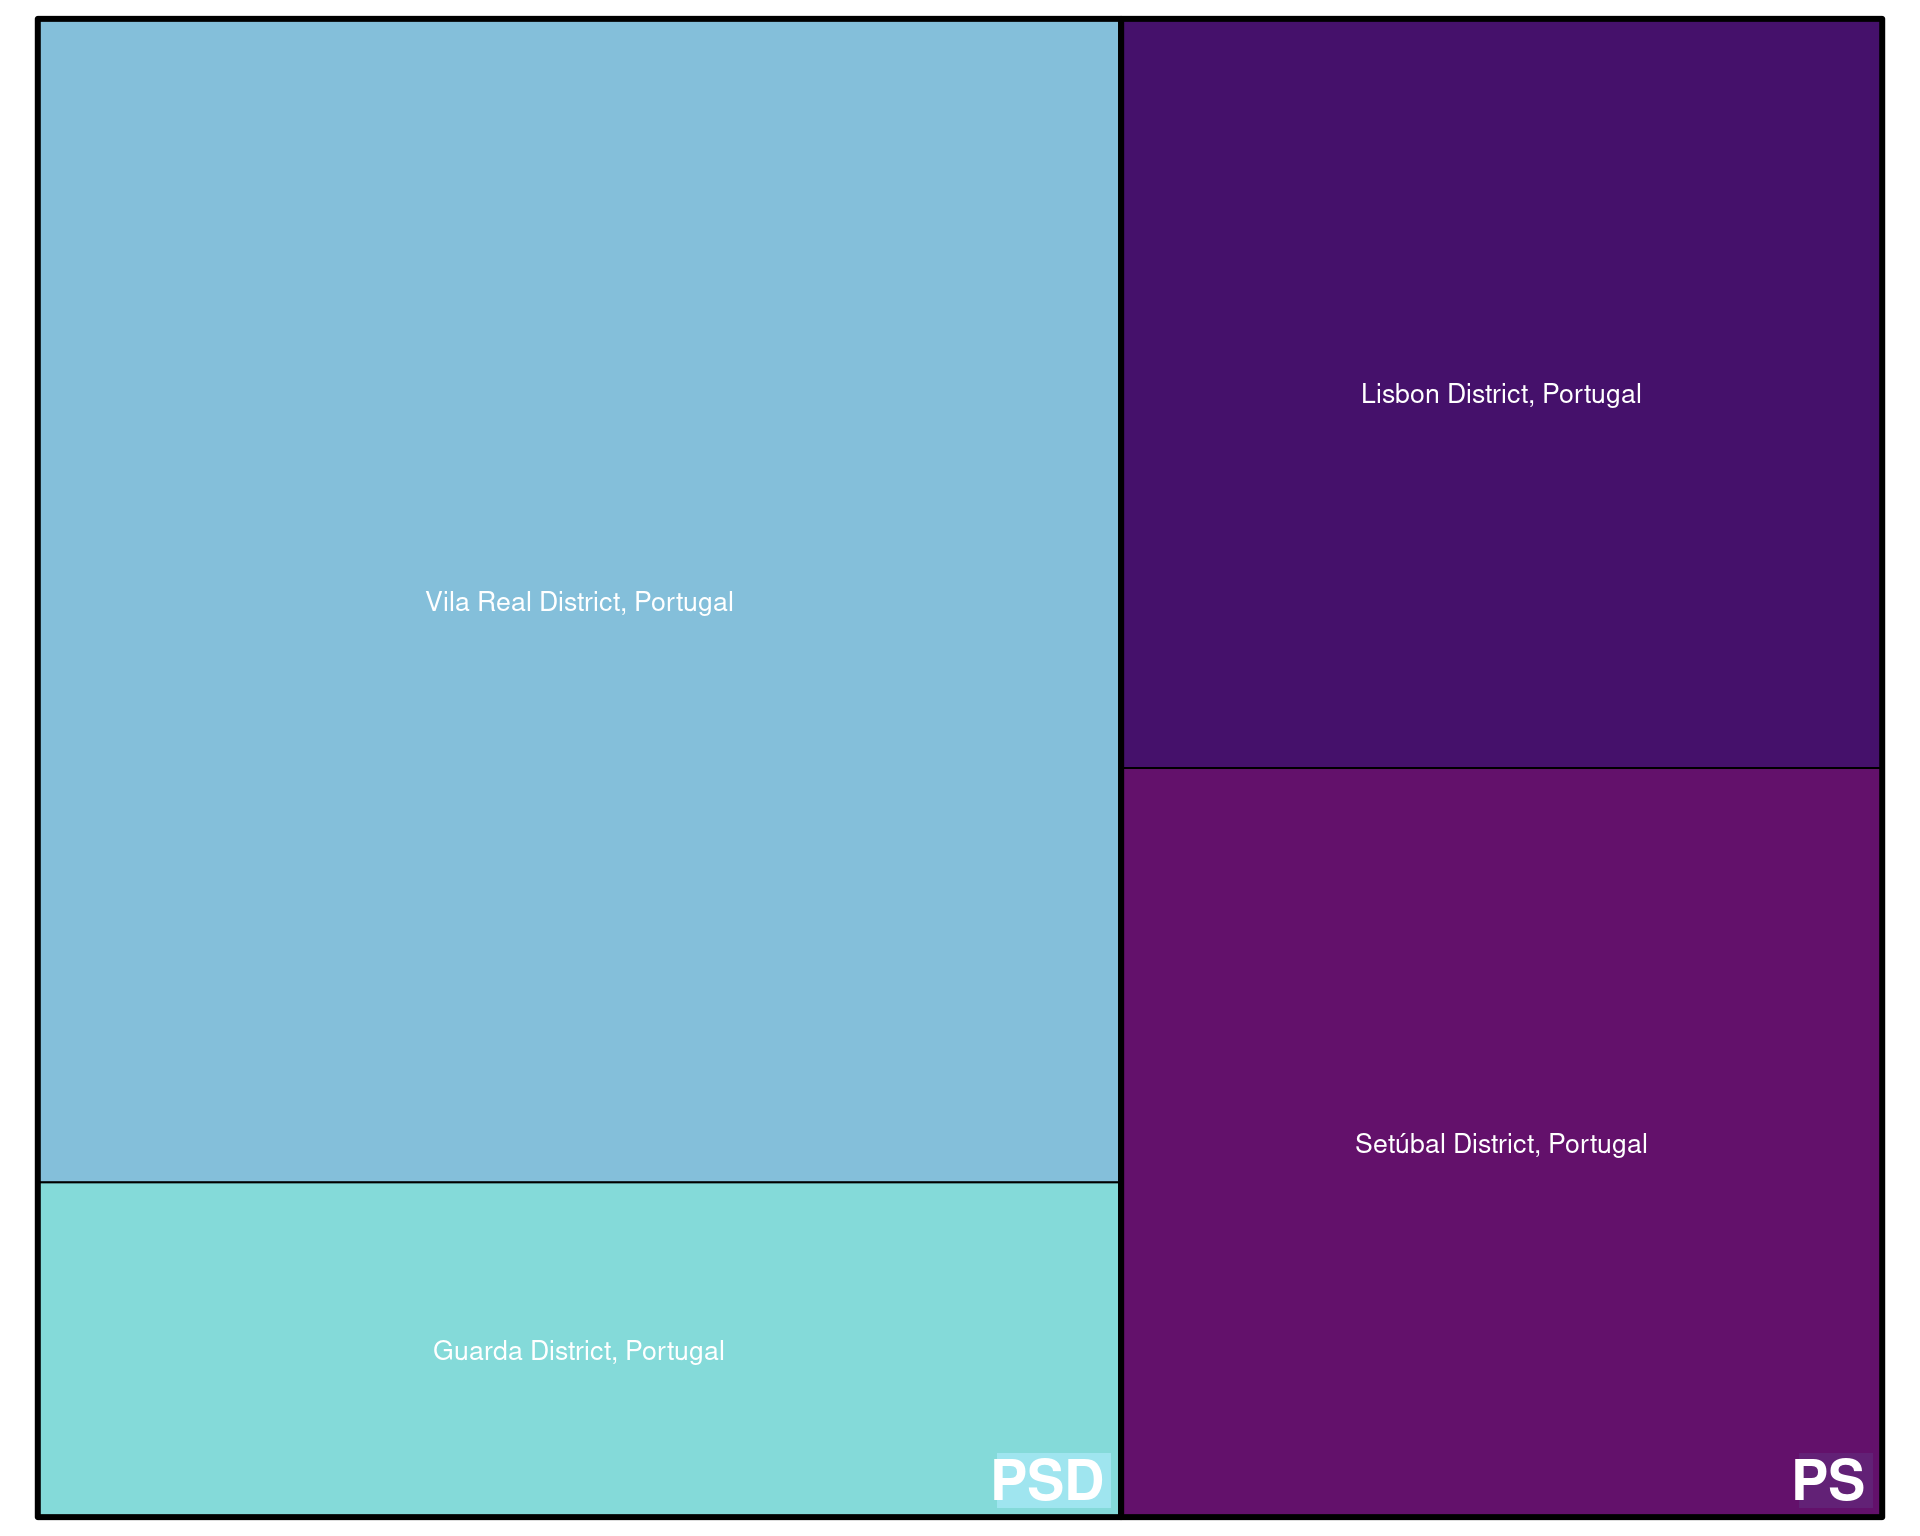 Vila Real District, Portugal
Guarda District, Portugal
PSD
Lisbon District, Portugal
Setúbal District, Portugal
PS